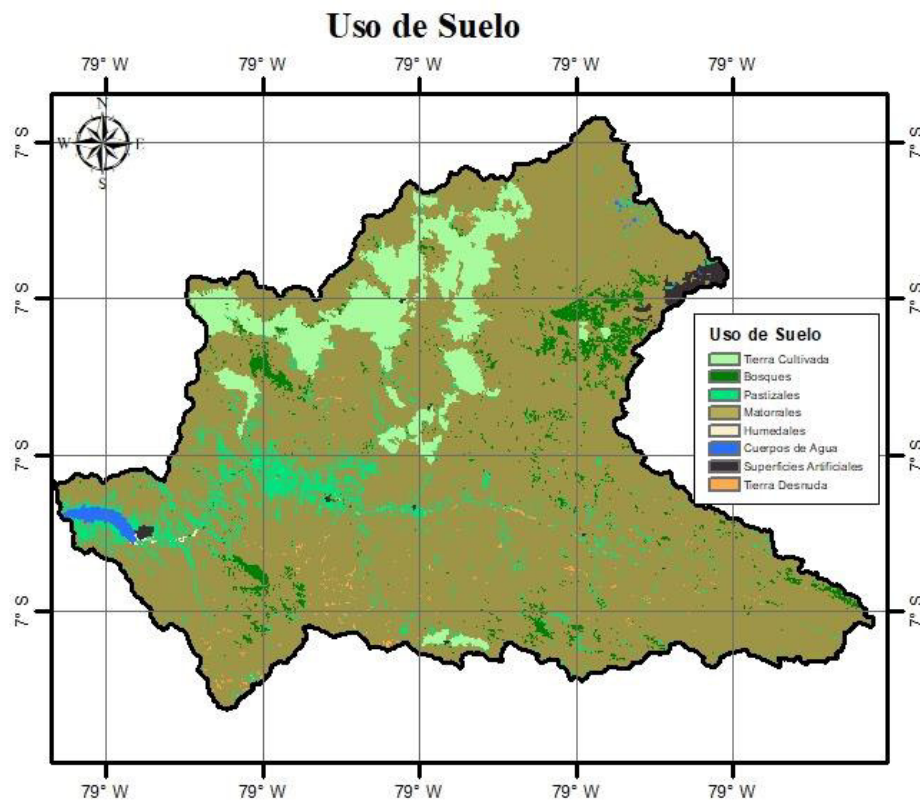 Uso de Suelo
79° W 79° W 79° W 79° W 79° W
N
W E
S
7° S 7° S
7° S 7° S
Uso de Suelo
Tierra Cultivada
Bosques
Pastizales
Matorrales
Humedales
Cuerpos de Agua
Superficies Artificiales
Tierra Desnuda
7° S 7° S
7° S 7° S
79° W 79° W 79° W 79° W 79° W